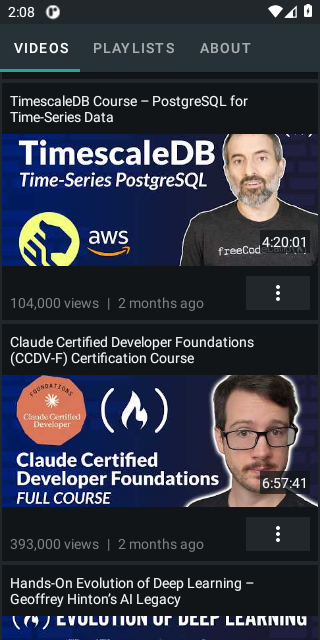 2:08
VIDEOS PLAYLISTS ABOUT
TimescaleDB Course – PostgreSQL for
Time-Series Data
TimescaleDB
Time-Series PostgreSQL
aws
freeCodeCamp
4:20:01
104,000 views | 2 months ago
Claude Certified Developer Foundations
(CCDV-F) Certification Course
FOUNDATIONS
Claude Certified
Developer
Claude Certified
Developer Foundations
FULL COURSE
6:57:41
393,000 views | 2 months ago
Hands-On Evolution of Deep Learning –
Geoffrey Hinton's AI Legacy
EVOLUTION OF DEEP LEARNING